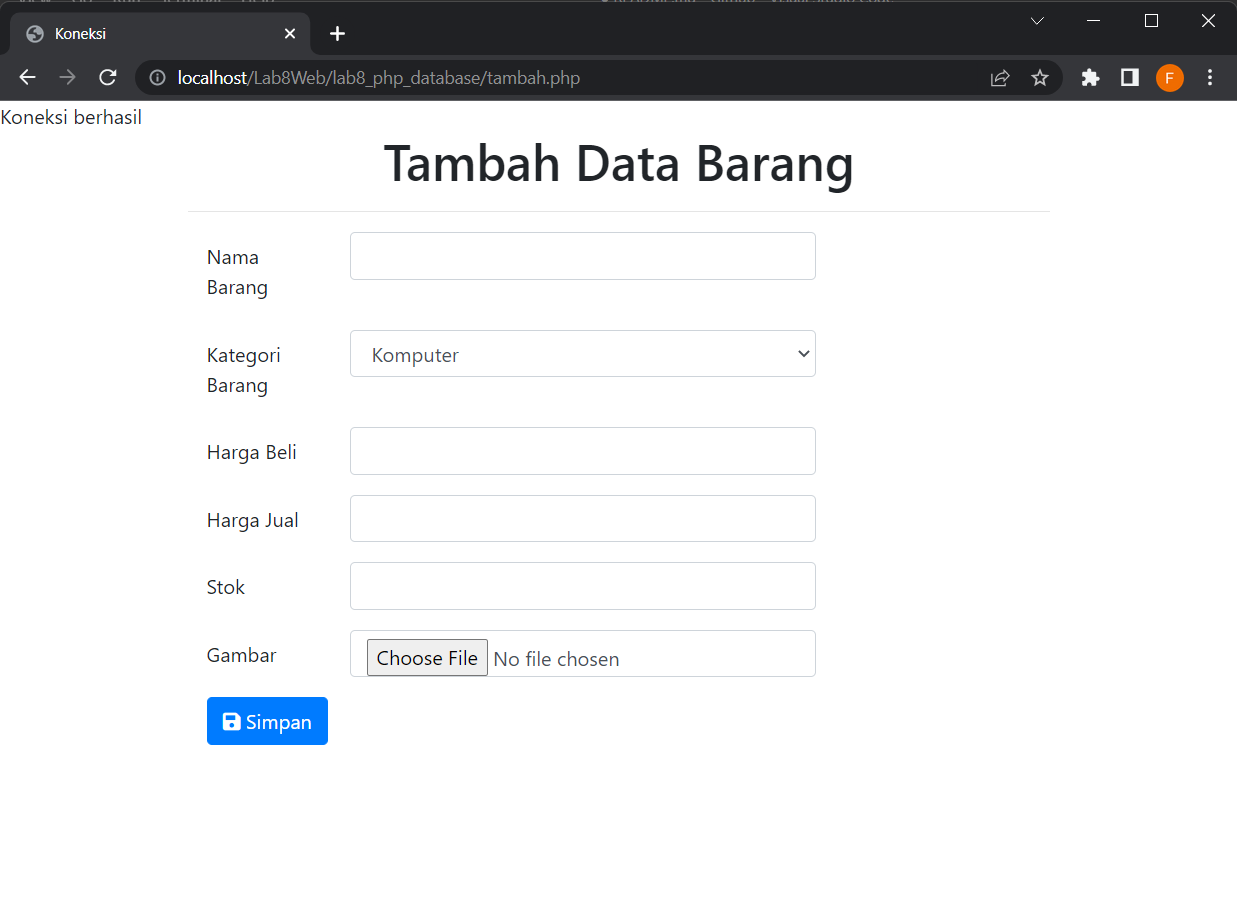 Koneksi
localhost/Lab8Web/lab8_php_database/tambah.php
F
Koneksi berhasil
Tambah Data Barang
Nama
Barang
Kategori
Barang
Komputer
Harga Beli
Harga Jual
Stok
Gambar
Choose File No file chosen
Simpan